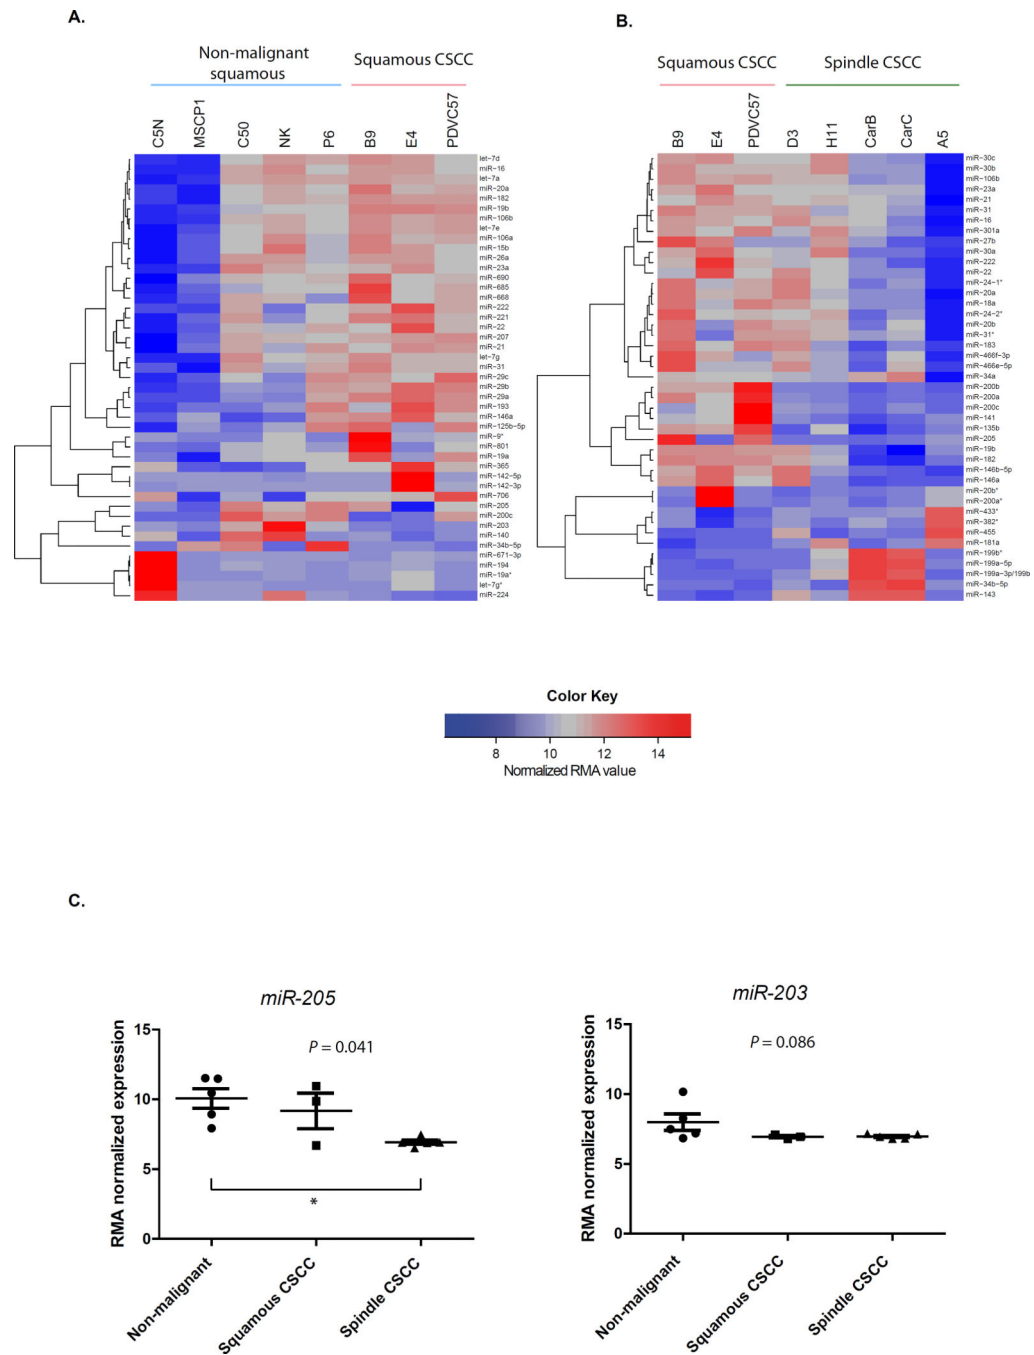 A.
Non-malignant
squamous
Squamous CSCC
C5N
MSCP1
C50
NK
P6
B9
E4
PDVC57
let-7d
miR-16
let-7a
miR-20a
miR-182
miR-19b
miR-106b
let-7e
miR-106a
miR-15b
miR-26a
miR-23a
miR-690
miR-685
miR-668
miR-222
miR-221
miR-22
miR-207
miR-21
let-7g
miR-31
miR-29c
miR-29b
miR-29a
miR-193
miR-146a
miR-125b-5p
miR-9*
miR-801
miR-19a
miR-365
miR-142-5p
miR-142-3p
miR-706
miR-205
miR-200c
miR-203
miR-140
miR-34b-5p
miR-671-3p
miR-194
miR-19a*
let-7g*
miR-224
B.
Squamous CSCC
Spindle CSCC
B9
E4
PDVC57
D3
H11
CarB
CarC
A5
miR-30c
miR-30b
miR-106b
miR-23a
miR-21
miR-31
miR-16
miR-301a
miR-27b
miR-30a
miR-222
miR-22
miR-24-1*
miR-20a
miR-18a
miR-24-2*
miR-20b
miR-31*
miR-183
miR-466f-3p
miR-466e-5p
miR-34a
miR-200b
miR-200a
miR-200c
miR-141
miR-135b
miR-205
miR-19b
miR-182
miR-146b-5p
miR-146a
miR-20b*
miR-200a*
miR-433*
miR-382*
miR-455
miR-181a
miR-199b*
miR-199a-5p
miR-199a-3p/199b
miR-34b-5p
miR-143
Color Key
8 10 12 14
Normalized RMA value
C.
miR-205
P = 0.041
RMA normalized expression
15
10
5
0
*
Non-malignant
Squamous CSCC
Spindle CSCC
miR-203
P = 0.086
RMA normalized expression
15
10
5
0
Non-malignant
Squamous CSCC
Spindle CSCC